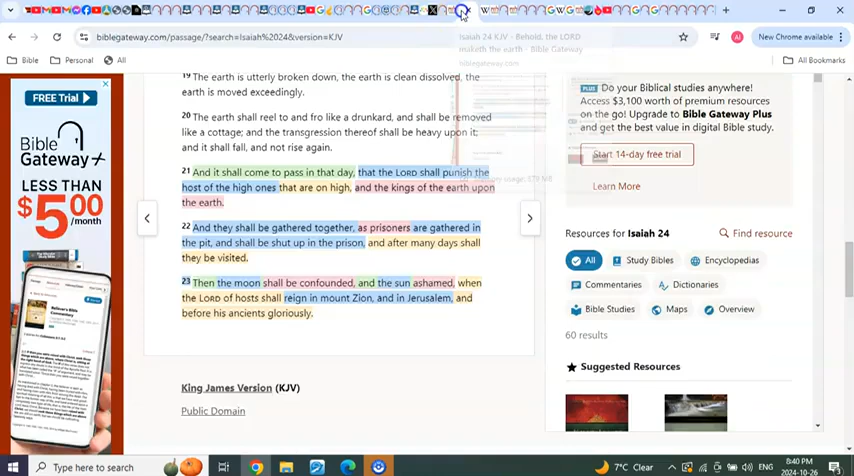 biblegateway.com/passage/?search=Isaiah%2024&version=KJV
New Chrome available
Bible
Personal
All
All Bookmarks
Isaiah 24 KJV - Behold, the LORD
maketh the earth - Bible Gateway
biblegateway.com
FREE Trial
Bible
Gateway+
LESS THAN
$5.00
/month
19 The earth is utterly broken down, the earth is clean dissolved, the
earth is moved exceedingly.
20 The earth shall reel to and fro like a drunkard, and shall be removed
like a cottage; and the transgression thereof shall be heavy upon it;
and it shall fall, and not rise again.
21 And it shall come to pass in that day, that the LORD shall punish the
host of the high ones that are on high, and the kings of the earth upon
the earth.
22 And they shall be gathered together, as prisoners are gathered in
the pit, and shall be shut up in the prison, and after many days shall
they be visited.
23 Then the moon shall be confounded, and the sun ashamed, when
the LORD of hosts shall reign in mount Zion, and in Jerusalem, and
before his ancients gloriously.
King James Version (KJV)
Public Domain
PLUS Do your Biblical studies anywhere!
Access $3,100 worth of premium resources
on the go! Upgrade to Bible Gateway Plus
and get the best value in digital Bible study.
Start 14-day free trial
Learn More
Resources for Isaiah 24
Find resource
All
Study Bibles
Encyclopedias
Commentaries
Dictionaries
Bible Studies
Maps
Overview
60 results
Suggested Resources
Type here to search
7°C Clear
ENG
8:40 PM
2024-10-26